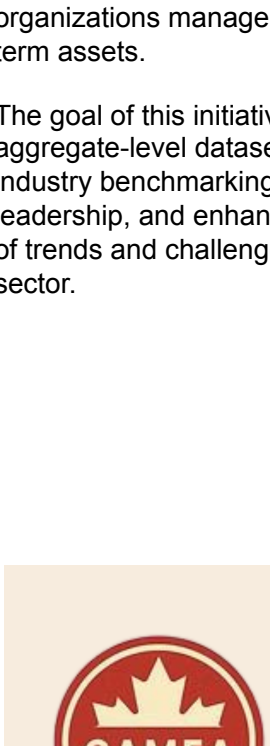 organizations manage
term assets.
The goal of this initiativ
aggregate-level datase
industry benchmarking
leadership, and enhan
of trends and challeng
sector.